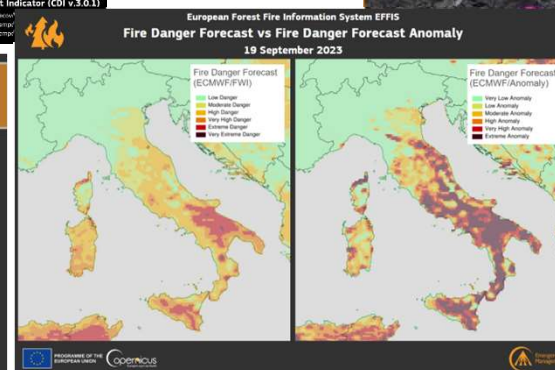 t Indicator (CDI v.3.0.1)
European Forest Fire Information System EFFIS
Fire Danger Forecast vs Fire Danger Forecast Anomaly
19 September 2023
Fire Danger Forecast
(ECMWF/FWI)
Low Danger
Moderate Danger
High Danger
Very High Danger
Extreme Danger
Very Extreme Danger
Fire Danger Forecast
(ECMWF/Anomaly)
Very Low Anomaly
Low Anomaly
Moderate Anomaly
High Anomaly
Very High Anomaly
Extreme Anomaly
PROGRAMME OF THE
EUROPEAN UNION
Copernicus